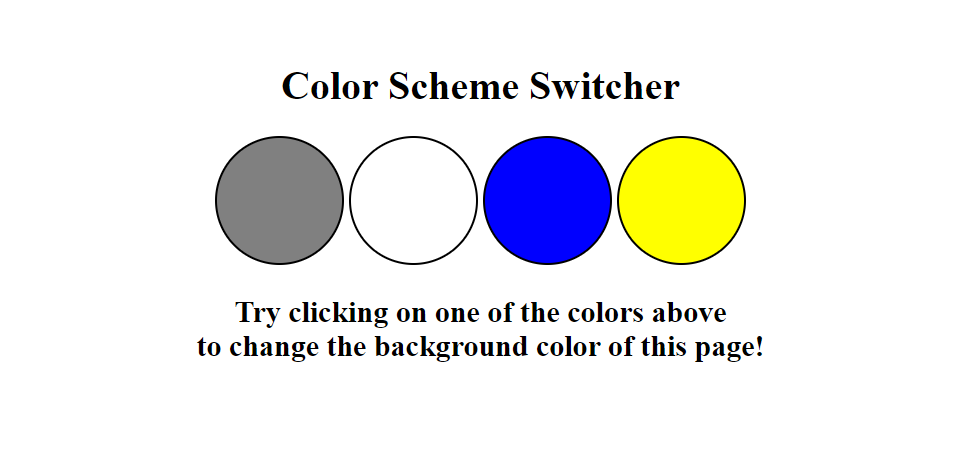 Color Scheme Switcher
Try clicking on one of the colors above
to change the background color of this page!